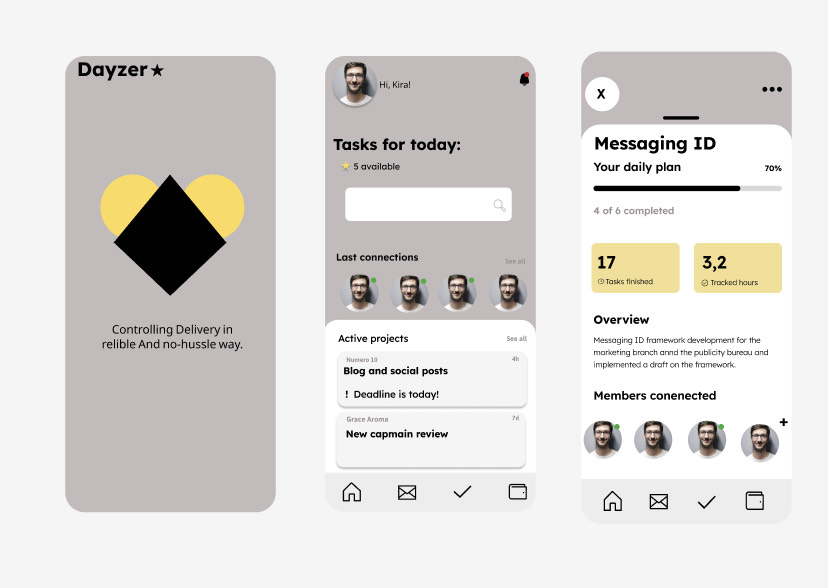 Dayzer
Controlling Delivery in
relible And no-hussle way.
Hi, Kira!
Tasks for today:
5 available
Last connections
See all
Active projects
See all
Numero 10
4h
Blog and social posts
! Deadline is today!
Grace Aroma
7d
New capmain review
X
Messaging ID
Your daily plan
70%
4 of 6 completed
17
Tasks finished
3,2
Tracked hours
Overview
Messaging ID framework development for the
marketing branch annd the publicity bureau and
implemented a draft on the framework.
Members conenected
+